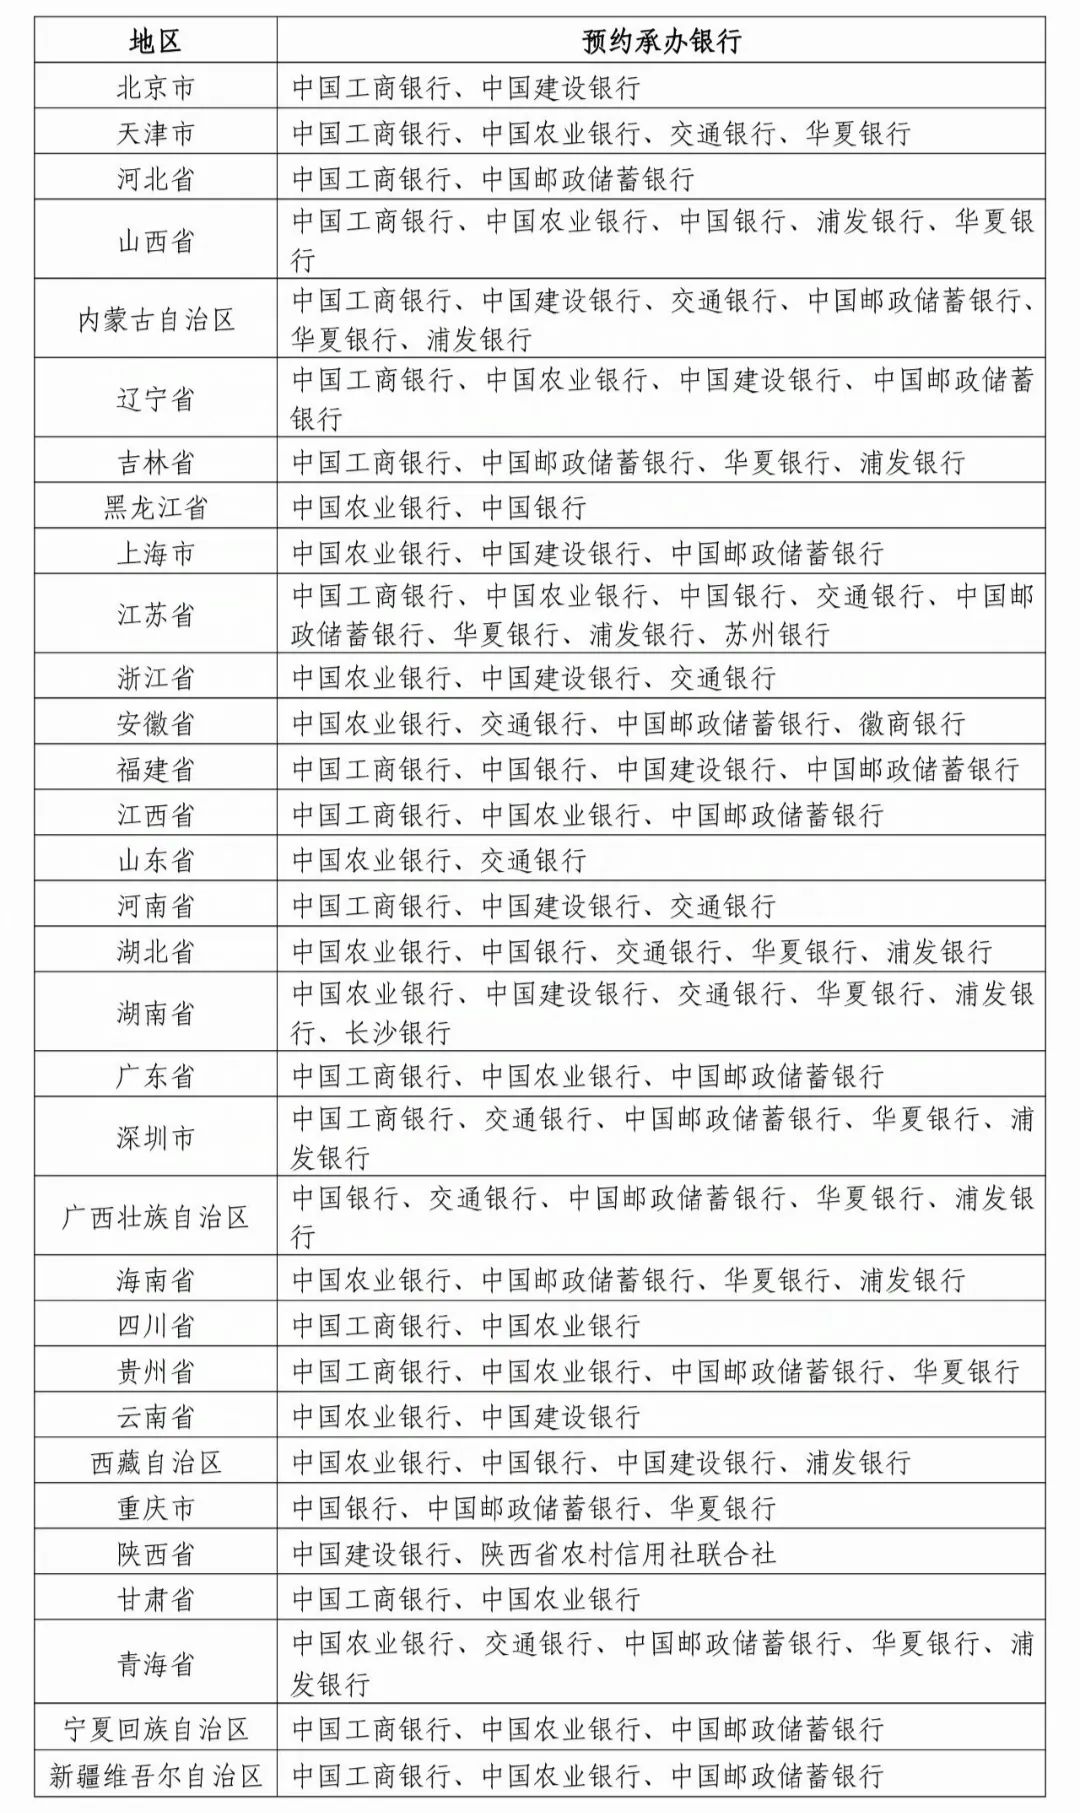 地区 预约承办银行
北京市 中国工商银行、中国建设银行
天津市 中国工商银行、中国农业银行、交通银行、华夏银行
河北省 中国工商银行、中国邮政储蓄银行
山西省 中国工商银行、中国农业银行、中国银行、浦发银行、华夏银
行
内蒙古自治区 中国工商银行、中国建设银行、交通银行、中国邮政储蓄银行、
华夏银行、浦发银行
辽宁省 中国工商银行、中国农业银行、中国建设银行、中国邮政储蓄
银行
吉林省 中国工商银行、中国邮政储蓄银行、华夏银行、浦发银行
黑龙江省 中国农业银行、中国银行
上海市 中国农业银行、中国建设银行、中国邮政储蓄银行
江苏省 中国工商银行、中国农业银行、中国银行、交通银行、中国邮
政储蓄银行、华夏银行、浦发银行、苏州银行
浙江省 中国农业银行、中国建设银行、交通银行
安徽省 中国农业银行、交通银行、中国邮政储蓄银行、徽商银行
福建省 中国工商银行、中国银行、中国建设银行、中国邮政储蓄银行
江西省 中国工商银行、中国农业银行、中国邮政储蓄银行
山东省 中国农业银行、交通银行
河南省 中国工商银行、中国建设银行、交通银行
湖北省 中国农业银行、中国银行、交通银行、华夏银行、浦发银行
湖南省 中国农业银行、中国建设银行、交通银行、华夏银行、浦发银
行、长沙银行
广东省 中国工商银行、中国农业银行、中国邮政储蓄银行
深圳市 中国工商银行、交通银行、中国邮政储蓄银行、华夏银行、浦
发银行
广西壮族自治区 中国银行、交通银行、中国邮政储蓄银行、华夏银行、浦发银
行
海南省 中国农业银行、中国邮政储蓄银行、华夏银行、浦发银行
四川省 中国工商银行、中国农业银行
贵州省 中国工商银行、中国农业银行、中国邮政储蓄银行、华夏银行
云南省 中国农业银行、中国建设银行
西藏自治区 中国农业银行、中国银行、中国建设银行、浦发银行
重庆市 中国银行、中国邮政储蓄银行、华夏银行
陕西省 中国建设银行、陕西省农村信用社联合社
甘肃省 中国工商银行、中国农业银行
青海省 中国农业银行、交通银行、中国邮政储蓄银行、华夏银行、浦
发银行
宁夏回族自治区 中国工商银行、中国农业银行、中国邮政储蓄银行
新疆维吾尔自治区 中国工商银行、中国农业银行、中国邮政储蓄银行